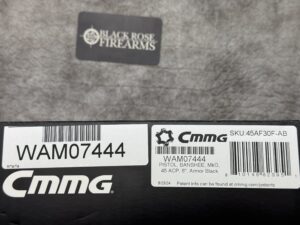 BLACK ROSE
FIREARMS
WAM07444
CMMG
CMMG
SKU:45AF30F-AB
WAM07444
PISTOL, BANSHEE, MkG,
45 ACP, 8", Armor Black
Patent info can be found at cmmg.com/patents